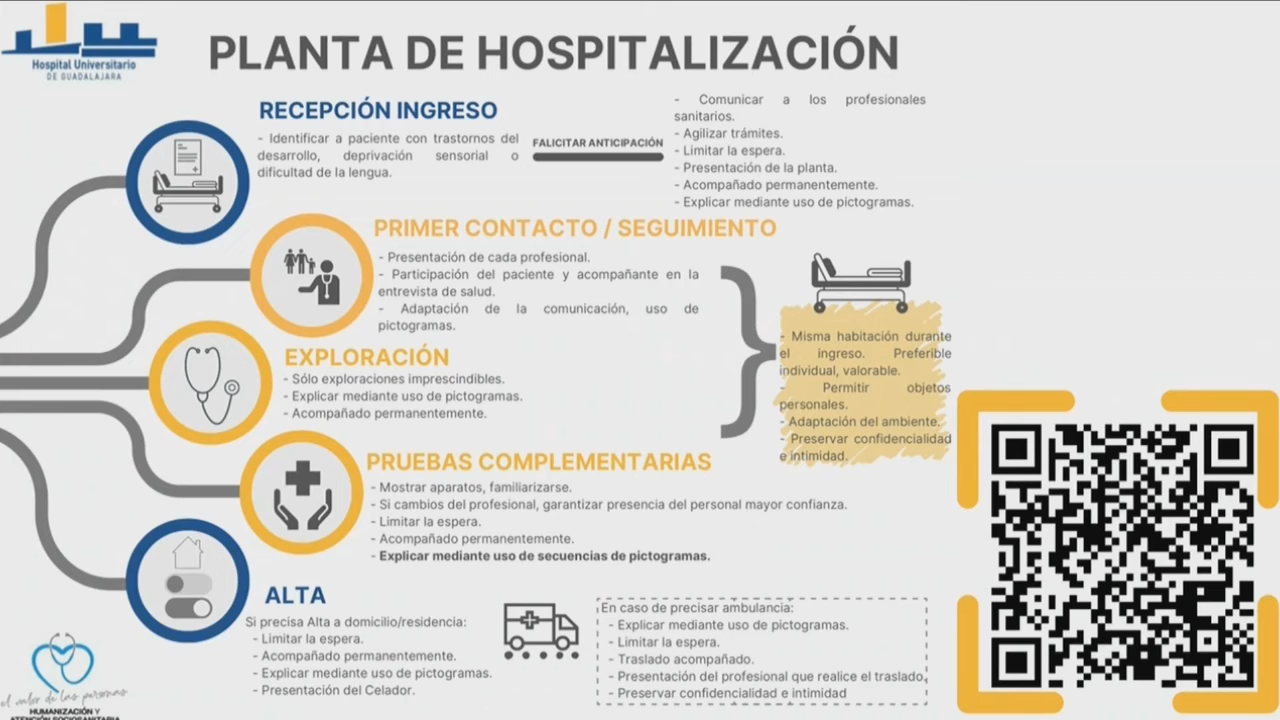 Hospital Universitario
DE GUADALAJARA
PLANTA DE HOSPITALIZACIÓN
RECEPCIÓN INGRESO
- Identificar a paciente con trastornos del
desarrollo, deprivación sensorial o
dificultad de la lengua.
FALICITAR ANTICIPACIÓN
- Comunicar a los profesionales
sanitarios.
- Agilizar trámites.
- Limitar la espera.
- Presentación de la planta.
- Acompañado permanentemente.
- Explicar mediante uso de pictogramas.
PRIMER CONTACTO / SEGUIMIENTO
- Presentación de cada profesional.
- Participación del paciente y acompañante en la
entrevista de salud.
- Adaptación de la comunicación, uso de
pictogramas.
EXPLORACIÓN
- Sólo exploraciones imprescindibles.
- Explicar mediante uso de pictogramas.
- Acompañado permanentemente.
- Misma habitación durante
el ingreso. Preferible
individual, valorable.
- Permitir objetos
personales.
- Adaptación del ambiente.
- Preservar confidencialidad
e intimidad.
PRUEBAS COMPLEMENTARIAS
- Mostrar aparatos, familiarizarse.
- Si cambios del profesional, garantizar presencia del personal mayor confianza.
- Limitar la espera.
- Acompañado permanentemente.
- Explicar mediante uso de secuencias de pictogramas.
ALTA
Si precisa Alta a domicilio/residencia:
- Limitar la espera.
- Acompañado permanentemente.
- Explicar mediante uso de pictogramas.
- Presentación del Celador.
En caso de precisar ambulancia:
- Explicar mediante uso de pictogramas.
- Limitar la espera.
- Traslado acompañado.
- Presentación del profesional que realice el traslado.
- Preservar confidencialidad e intimidad
el valor de las personas
HUMANIZACIÓN Y
ATENCIÓN SOCIOSANITARIA